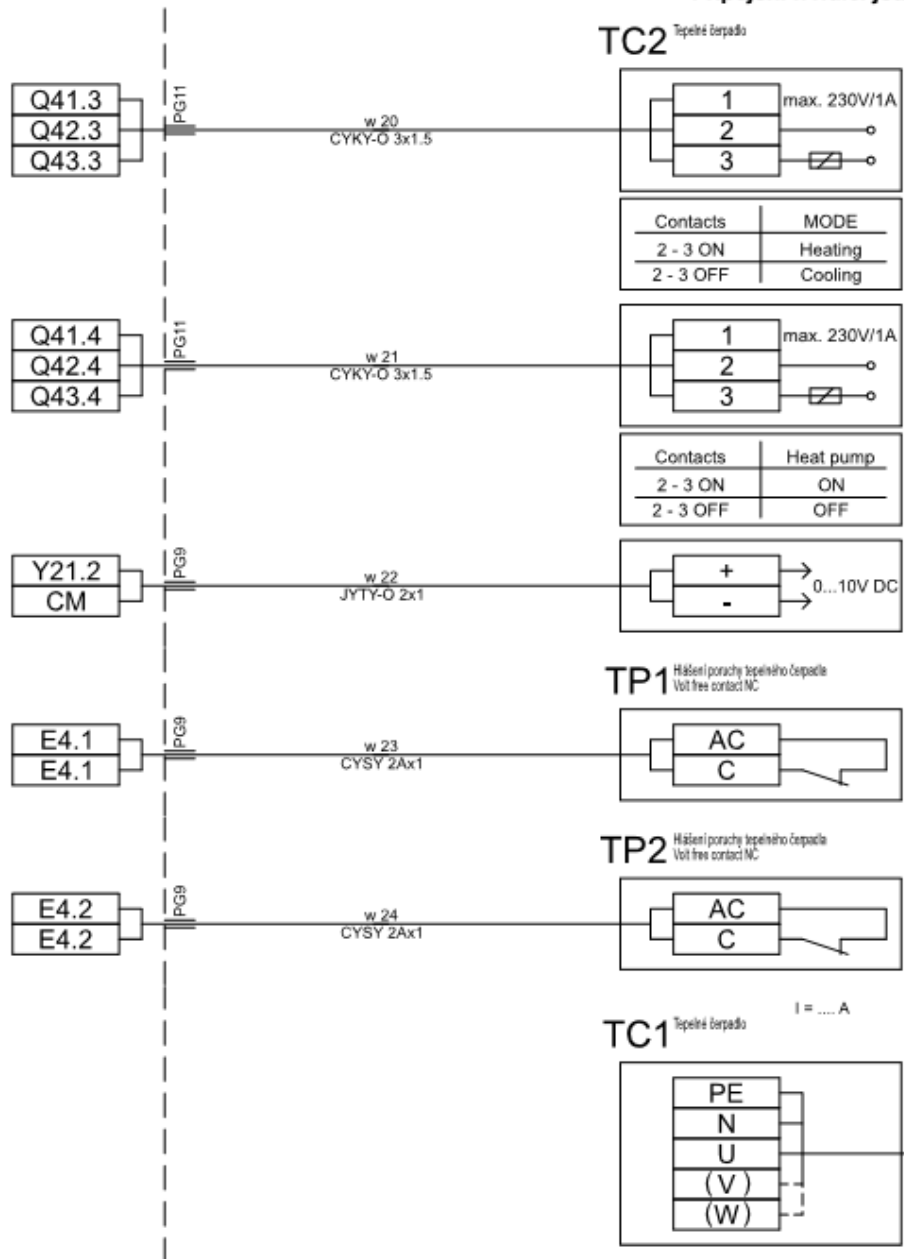 TC2 Tepelné čerpadlo
Q41.3
Q42.3
Q43.3
PG11
w 20
CYKY-O 3x1.5
1
2
3
max. 230V/1A
Contacts MODE
2 - 3 ON Heating
2 - 3 OFF Cooling
Q41.4
Q42.4
Q43.4
PG11
w 21
CYKY-O 3x1.5
1
2
3
max. 230V/1A
Contacts Heat pump
2 - 3 ON ON
2 - 3 OFF OFF
Y21.2
CM
PG9
w 22
JYTY-O 2x1
+
-
0...10V DC
TP1 Hlášení poruchy tepelného čerpadla
Volt free contact NC
E4.1
E4.1
PG9
w 23
CYSY 2Ax1
AC
C
TP2 Hlášení poruchy tepelného čerpadla
Volt free contact NC
E4.2
E4.2
PG9
w 24
CYSY 2Ax1
AC
C
I = .... A
TC1 Tepelné čerpadlo
PE
N
U
(V)
(W)